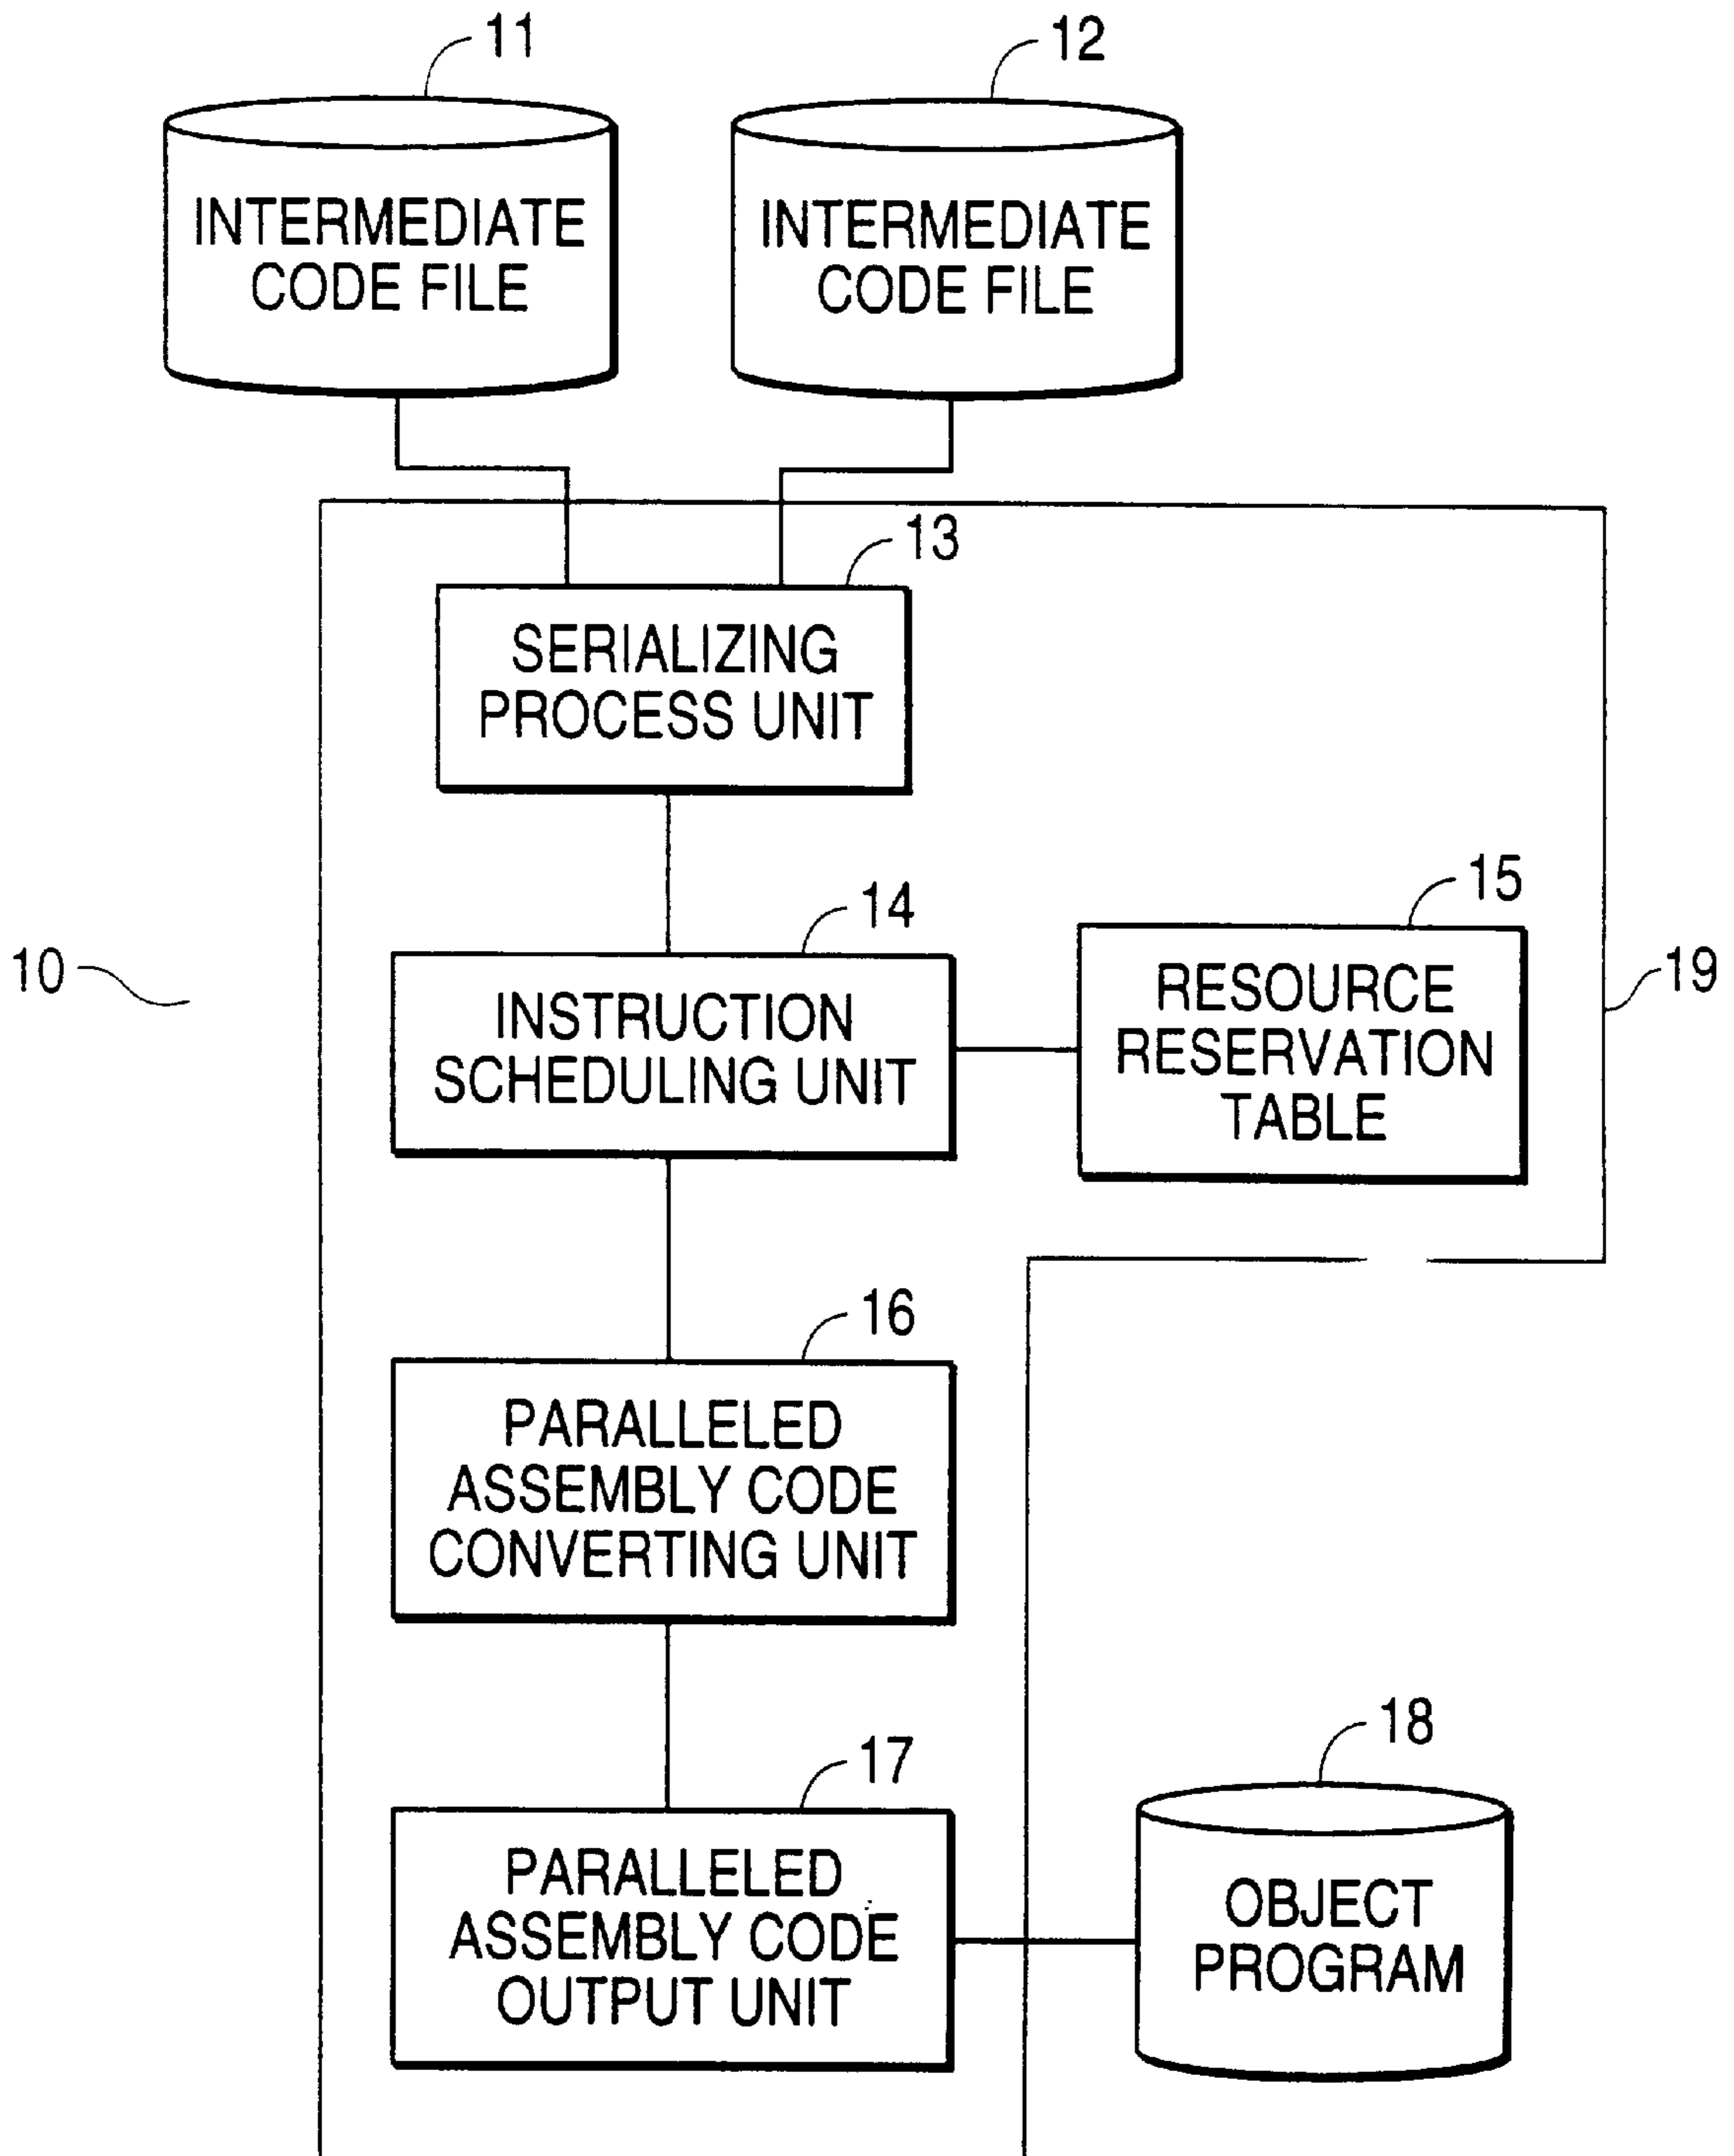 11
12
INTERMEDIATE
CODE FILE
INTERMEDIATE
CODE FILE
13
SERIALIZING
PROCESS UNIT
14
15
10
INSTRUCTION
SCHEDULING UNIT
RESOURCE
RESERVATION
TABLE
19
16
PARALLELED
ASSEMBLY CODE
CONVERTING UNIT
17
18
PARALLELED
ASSEMBLY CODE
OUTPUT UNIT
OBJECT
PROGRAM